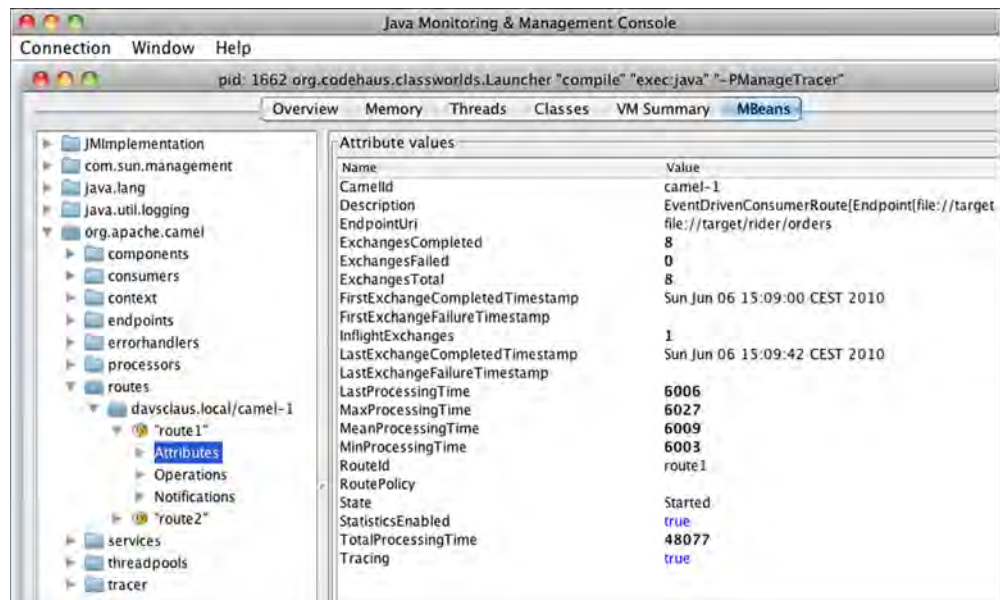 Java Monitoring & Management Console
Connection Window Help
pid: 1662 org.codehaus.classworlds.Launcher "compile" "exec:java" "-PManageTracer"
Overview Memory Threads Classes VM Summary MBeans
JMImplementation
com.sun.management
java.lang
java.util.logging
org.apache.camel
components
consumers
context
endpoints
errorhandlers
processors
routes
davsclaus.local/camel-1
"route1"
Attributes
Operations
Notifications
"route2"
services
threadpools
tracer
Attribute values
Name Value
CamelId camel-1
Description EventDrivenConsumerRoute[Endpoint[file://target
EndpointUri file://target/rider/orders
ExchangesCompleted 8
ExchangesFailed 0
ExchangesTotal 8
FirstExchangeCompletedTimestamp Sun Jun 06 15:09:00 CEST 2010
FirstExchangeFailureTimestamp
InflightExchanges 1
LastExchangeCompletedTimestamp Sun Jun 06 15:09:42 CEST 2010
LastExchangeFailureTimestamp
LastProcessingTime 6006
MaxProcessingTime 6027
MeanProcessingTime 6009
MinProcessingTime 6003
RouteId route1
RoutePolicy
State Started
StatisticsEnabled true
TotalProcessingTime 48077
Tracing true